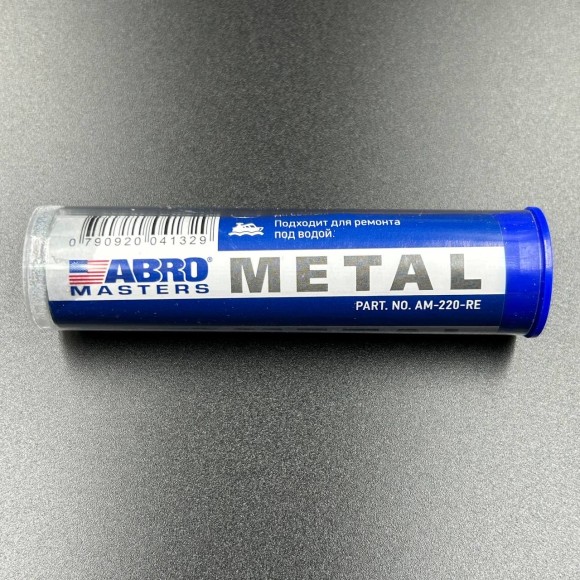 0 790920 041329
Подходит для ремонта
под водой.
ABRO®
MASTERS
METAL
PART. NO. AM-220-RE